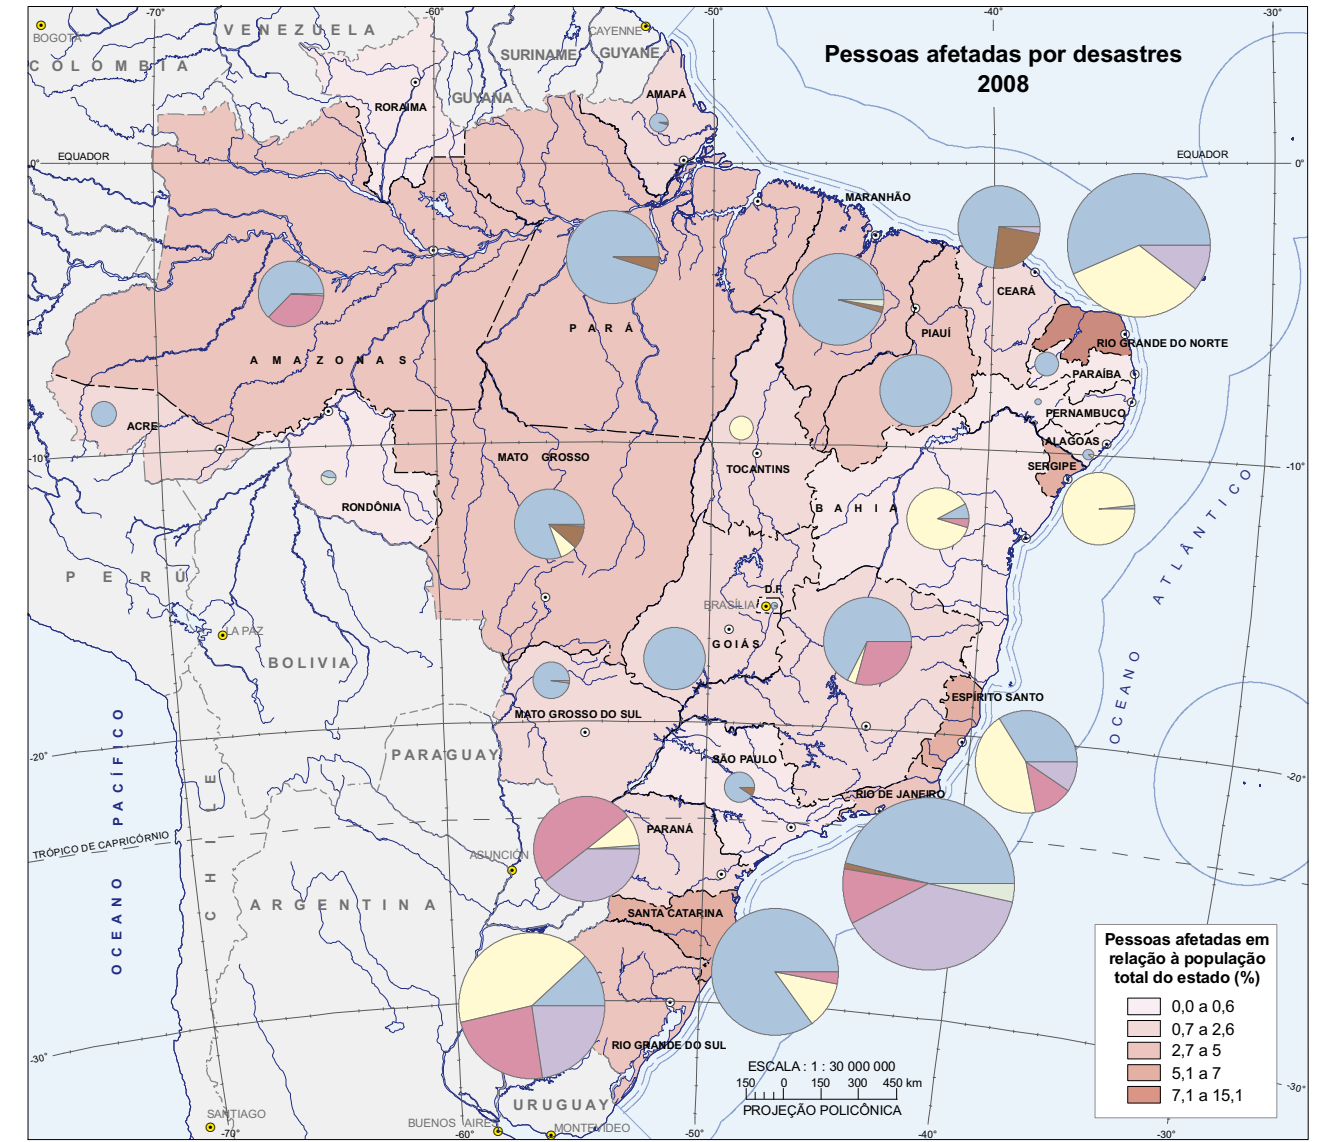 -70°
-60°
-50°
-40°
-30°
BOGOTÁ
VENEZUELA
CAYENNE
SURINAME
GUYANE
COLOMBIA
Pessoas afetadas por desastres
2008
RORAIMA
GUYANA
AMAPÁ
EQUADOR
0°
EQUADOR
0°
MARANHÃO
CEARÁ
PARÁ
PIAUÍ
RIO GRANDE DO NORTE
AMAZONAS
PARAÍBA
PERNAMBUCO
ACRE
ALAGOAS
-10°
MATO GROSSO
TOCANTINS
SERGIPE
-10°
RONDÔNIA
BAHIA
OCEANO ATLÂNTICO
PERÚ
D.F.
BRASÍLIA
LA PAZ
GOIÁS
BOLIVIA
ESPÍRITO SANTO
MATO GROSSO DO SUL
OCEANO PACÍFICO
-20°
PARAGUAY
SÃO PAULO
-20°
RIO DE JANEIRO
CHILE
PARANÁ
TRÓPICO DE CAPRICÓRNIO
ASUNCIÓN
ARGENTINA
SANTA CATARINA
Pessoas afetadas em
relação à população
total do estado (%)
0,0 a 0,6
0,7 a 2,6
2,7 a 5
5,1 a 7
7,1 a 15,1
-30°
RIO GRANDE DO SUL
ESCALA : 1 : 30 000 000
150 0 150 300 450 km
PROJEÇÃO POLICÔNICA
-30°
URUGUAY
SANTIAGO
BUENOS AIRES
MONTEVIDEO
-70°
-60°
-50°
-40°
-30°